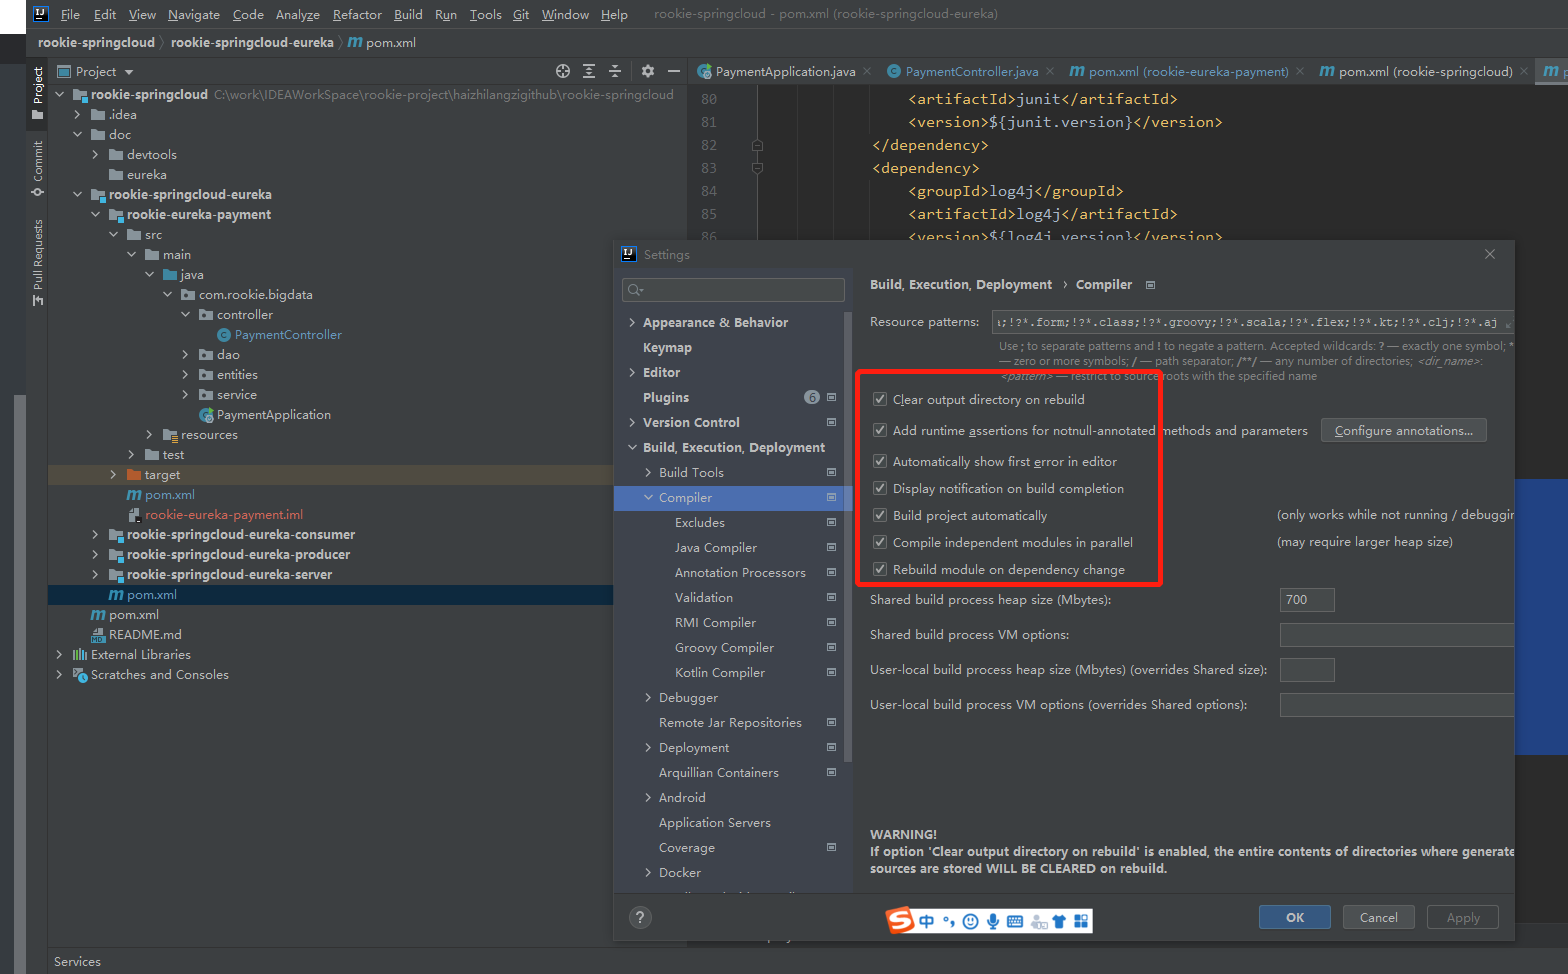 File Edit View Navigate Code Analyze Refactor Build Run Tools Git Window Help rookie-springcloud - pom.xml (rookie-springcloud-eureka)
rookie-springcloud rookie-springcloud-eureka pom.xml
Project
Commit
Pull Requests
Project
rookie-springcloud C:\work\IDEAWorkSpace\rookie-project\haizhilangzigithub\rookie-springcloud
.idea
doc
devtools
eureka
rookie-springcloud-eureka
rookie-eureka-payment
src
main
java
com.rookie.bigdata
controller
PaymentController
dao
entities
service
PaymentApplication
resources
test
target
pom.xml
rookie-eureka-payment.iml
rookie-springcloud-eureka-consumer
rookie-springcloud-eureka-producer
rookie-springcloud-eureka-server
pom.xml
pom.xml
README.md
External Libraries
Scratches and Consoles
PaymentApplication.java PaymentController.java pom.xml (rookie-eureka-payment) pom.xml (rookie-springcloud)
80 <artifactId>junit</artifactId>
81 <version>${junit.version}</version>
82 </dependency>
83 <dependency>
84 <groupId>log4j</groupId>
85 <artifactId>log4j</artifactId>
86 <version>${log4j.version}</version>
Settings
Appearance & Behavior
Keymap
Editor
Plugins 6
Version Control
Build, Execution, Deployment
Build Tools
Compiler
Excludes
Java Compiler
Annotation Processors
Validation
RMI Compiler
Groovy Compiler
Kotlin Compiler
Debugger
Remote Jar Repositories
Deployment
Arquillian Containers
Android
Application Servers
Coverage
Docker
Build, Execution, Deployment › Compiler
Resource patterns: ;!?*.form;!?*.class;!?*.groovy;!?*.scala;!?*.flex;!?*.kt;!?*.clj;!?*.aj
Use ; to separate patterns and ! to negate a pattern. Accepted wildcards: ? — exactly one symbol; *
— zero or more symbols; / — path separator; /**/ — any number of directories; <dir_name>:
<pattern> — restrict to source roots with the specified name
Clear output directory on rebuild
Add runtime assertions for notnull-annotated methods and parameters Configure annotations...
Automatically show first error in editor
Display notification on build completion
Build project automatically (only works while not running / debuggin
Compile independent modules in parallel (may require larger heap size)
Rebuild module on dependency change
Shared build process heap size (Mbytes): 700
Shared build process VM options:
User-local build process heap size (Mbytes) (overrides Shared size):
User-local build process VM options (overrides Shared options):
WARNING!
If option 'Clear output directory on rebuild' is enabled, the entire contents of directories where generate
sources are stored WILL BE CLEARED on rebuild.
? OK Cancel Apply
S 中
Services